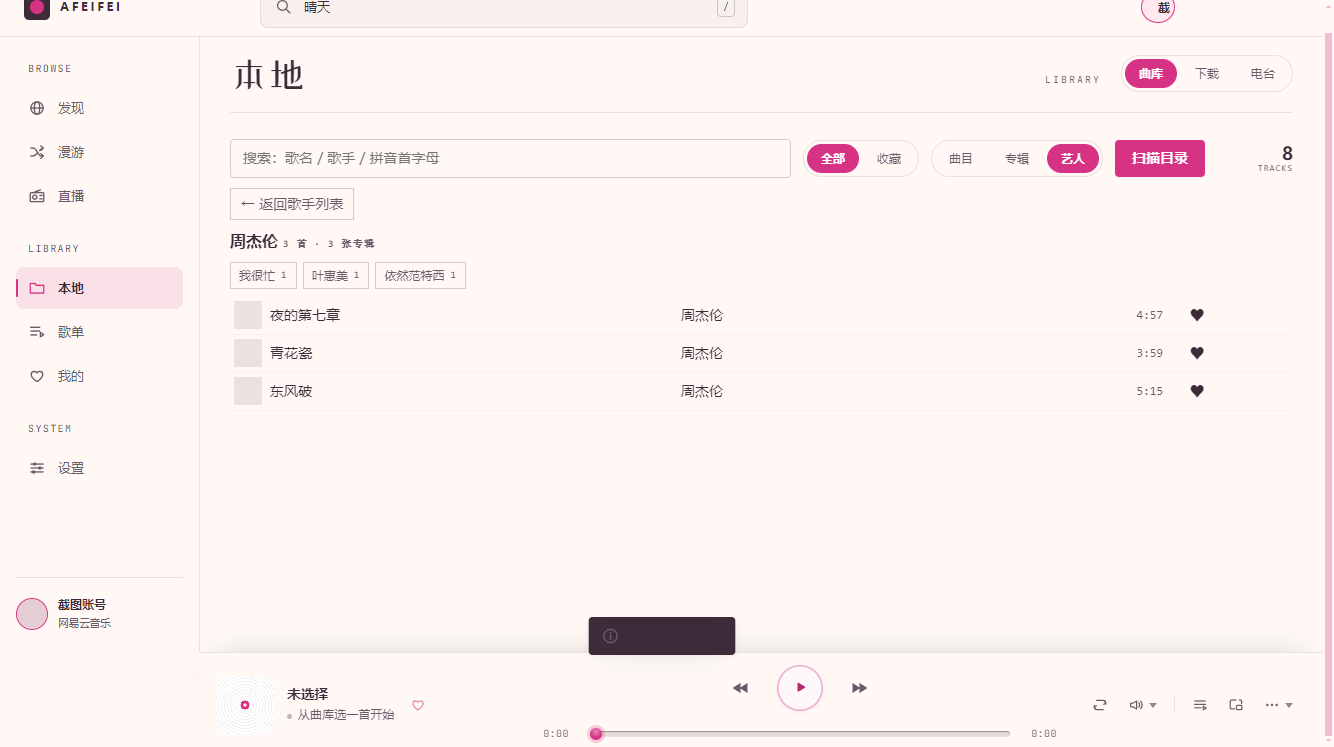 AFEIFEI
晴天
/
截
BROWSE
发现
漫游
直播
LIBRARY
本地
歌单
我的
SYSTEM
设置
截图账号
网易云音乐
本地
LIBRARY
曲库 下载 电台
搜索: 歌名 / 歌手 / 拼音首字母
全部 收藏
曲目 专辑 艺人
扫描目录
8
TRACKS
← 返回歌手列表
周杰伦 3 首 · 3 张专辑
我很忙 1 叶惠美 1 依然范特西 1
夜的第七章 周杰伦 4:57
青花瓷 周杰伦 3:59
东风破 周杰伦 5:15
未选择
从曲库选一首开始
0:00 0:00